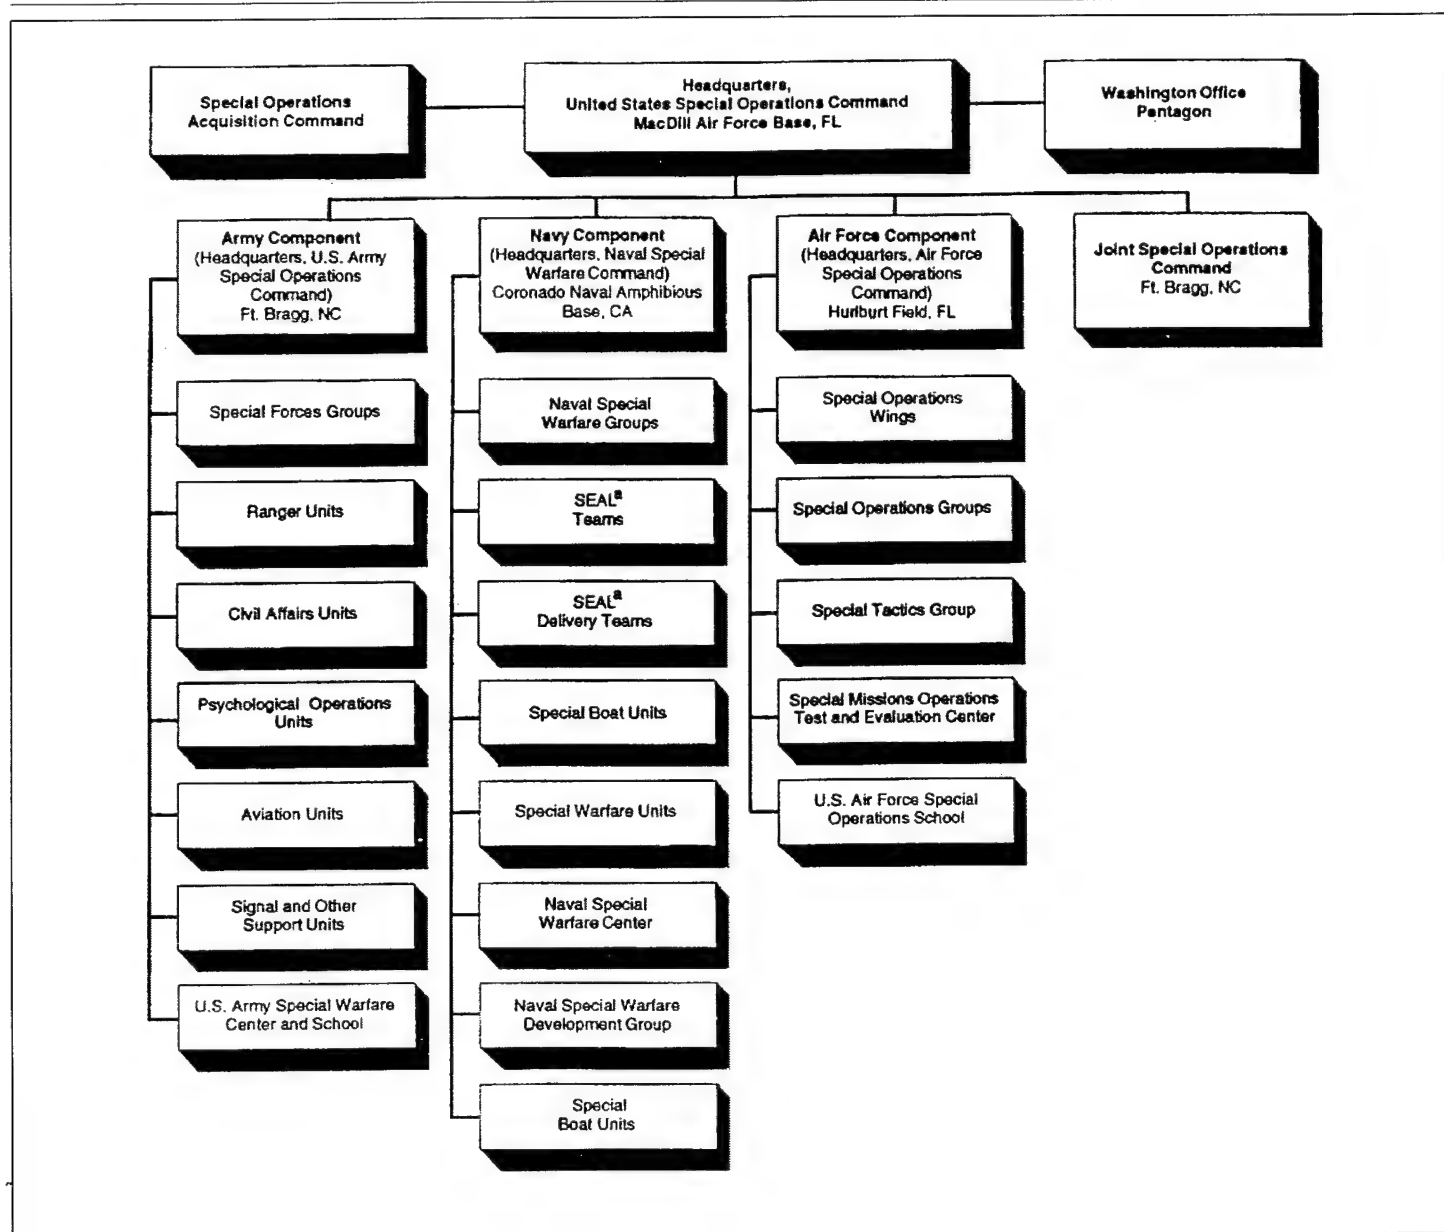 Special Operations
Acquisition Command
Headquarters,
United States Special Operations Command
MacDill Air Force Base, FL
Washington Office
Pentagon
Army Component
(Headquarters, U.S. Army
Special Operations
Command)
Ft. Bragg, NC
Special Forces Groups
Ranger Units
Civil Affairs Units
Psychological Operations
Units
Aviation Units
Signal and Other
Support Units
U.S. Army Special Warfare
Center and School
Navy Component
(Headquarters, Naval Special
Warfare Command)
Coronado Naval Amphibious
Base, CA
Naval Special
Warfare Groups
SEALa
Teams
SEALa
Delivery Teams
Special Boat Units
Special Warfare Units
Naval Special
Warfare Center
Naval Special Warfare
Development Group
Special
Boat Units
Air Force Component
(Headquarters, Air Force
Special Operations
Command)
Hurlburt Field, FL
Special Operations
Wings
Special Operations Groups
Special Tactics Group
Special Missions Operations
Test and Evaluation Center
U.S. Air Force Special
Operations School
Joint Special Operations
Command
Ft. Bragg, NC